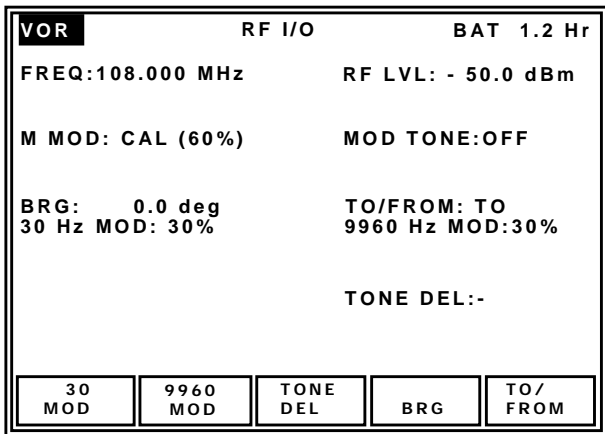 VOR RF I/O BAT 1.2 Hr
FREQ:108.000 MHz RF LVL: - 50.0 dBm
M MOD: CAL (60%) MOD TONE:OFF
BRG: 0.0 deg TO/FROM: TO
30 Hz MOD: 30% 9960 Hz MOD:30%
TONE DEL:-
30 MOD
9960 MOD
TONE DEL
BRG
TO/ FROM